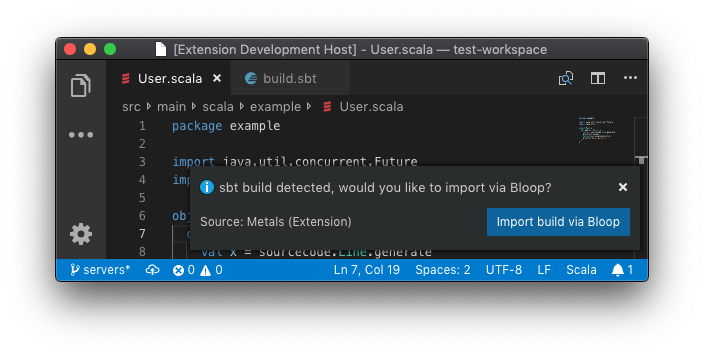 [Extension Development Host] - User.scala — test-workspace
User.scala
build.sbt
src main scala example User.scala
1 package example
2
3 import java.util.concurrent.Future
4 imp
5
6 obj
7
8 val x = sourcecode.Line.generate
sbt build detected, would you like to import via Bloop?
Source: Metals (Extension)
Import build via Bloop
servers* 0 0 Ln 7, Col 19 Spaces: 2 UTF-8 LF Scala 1